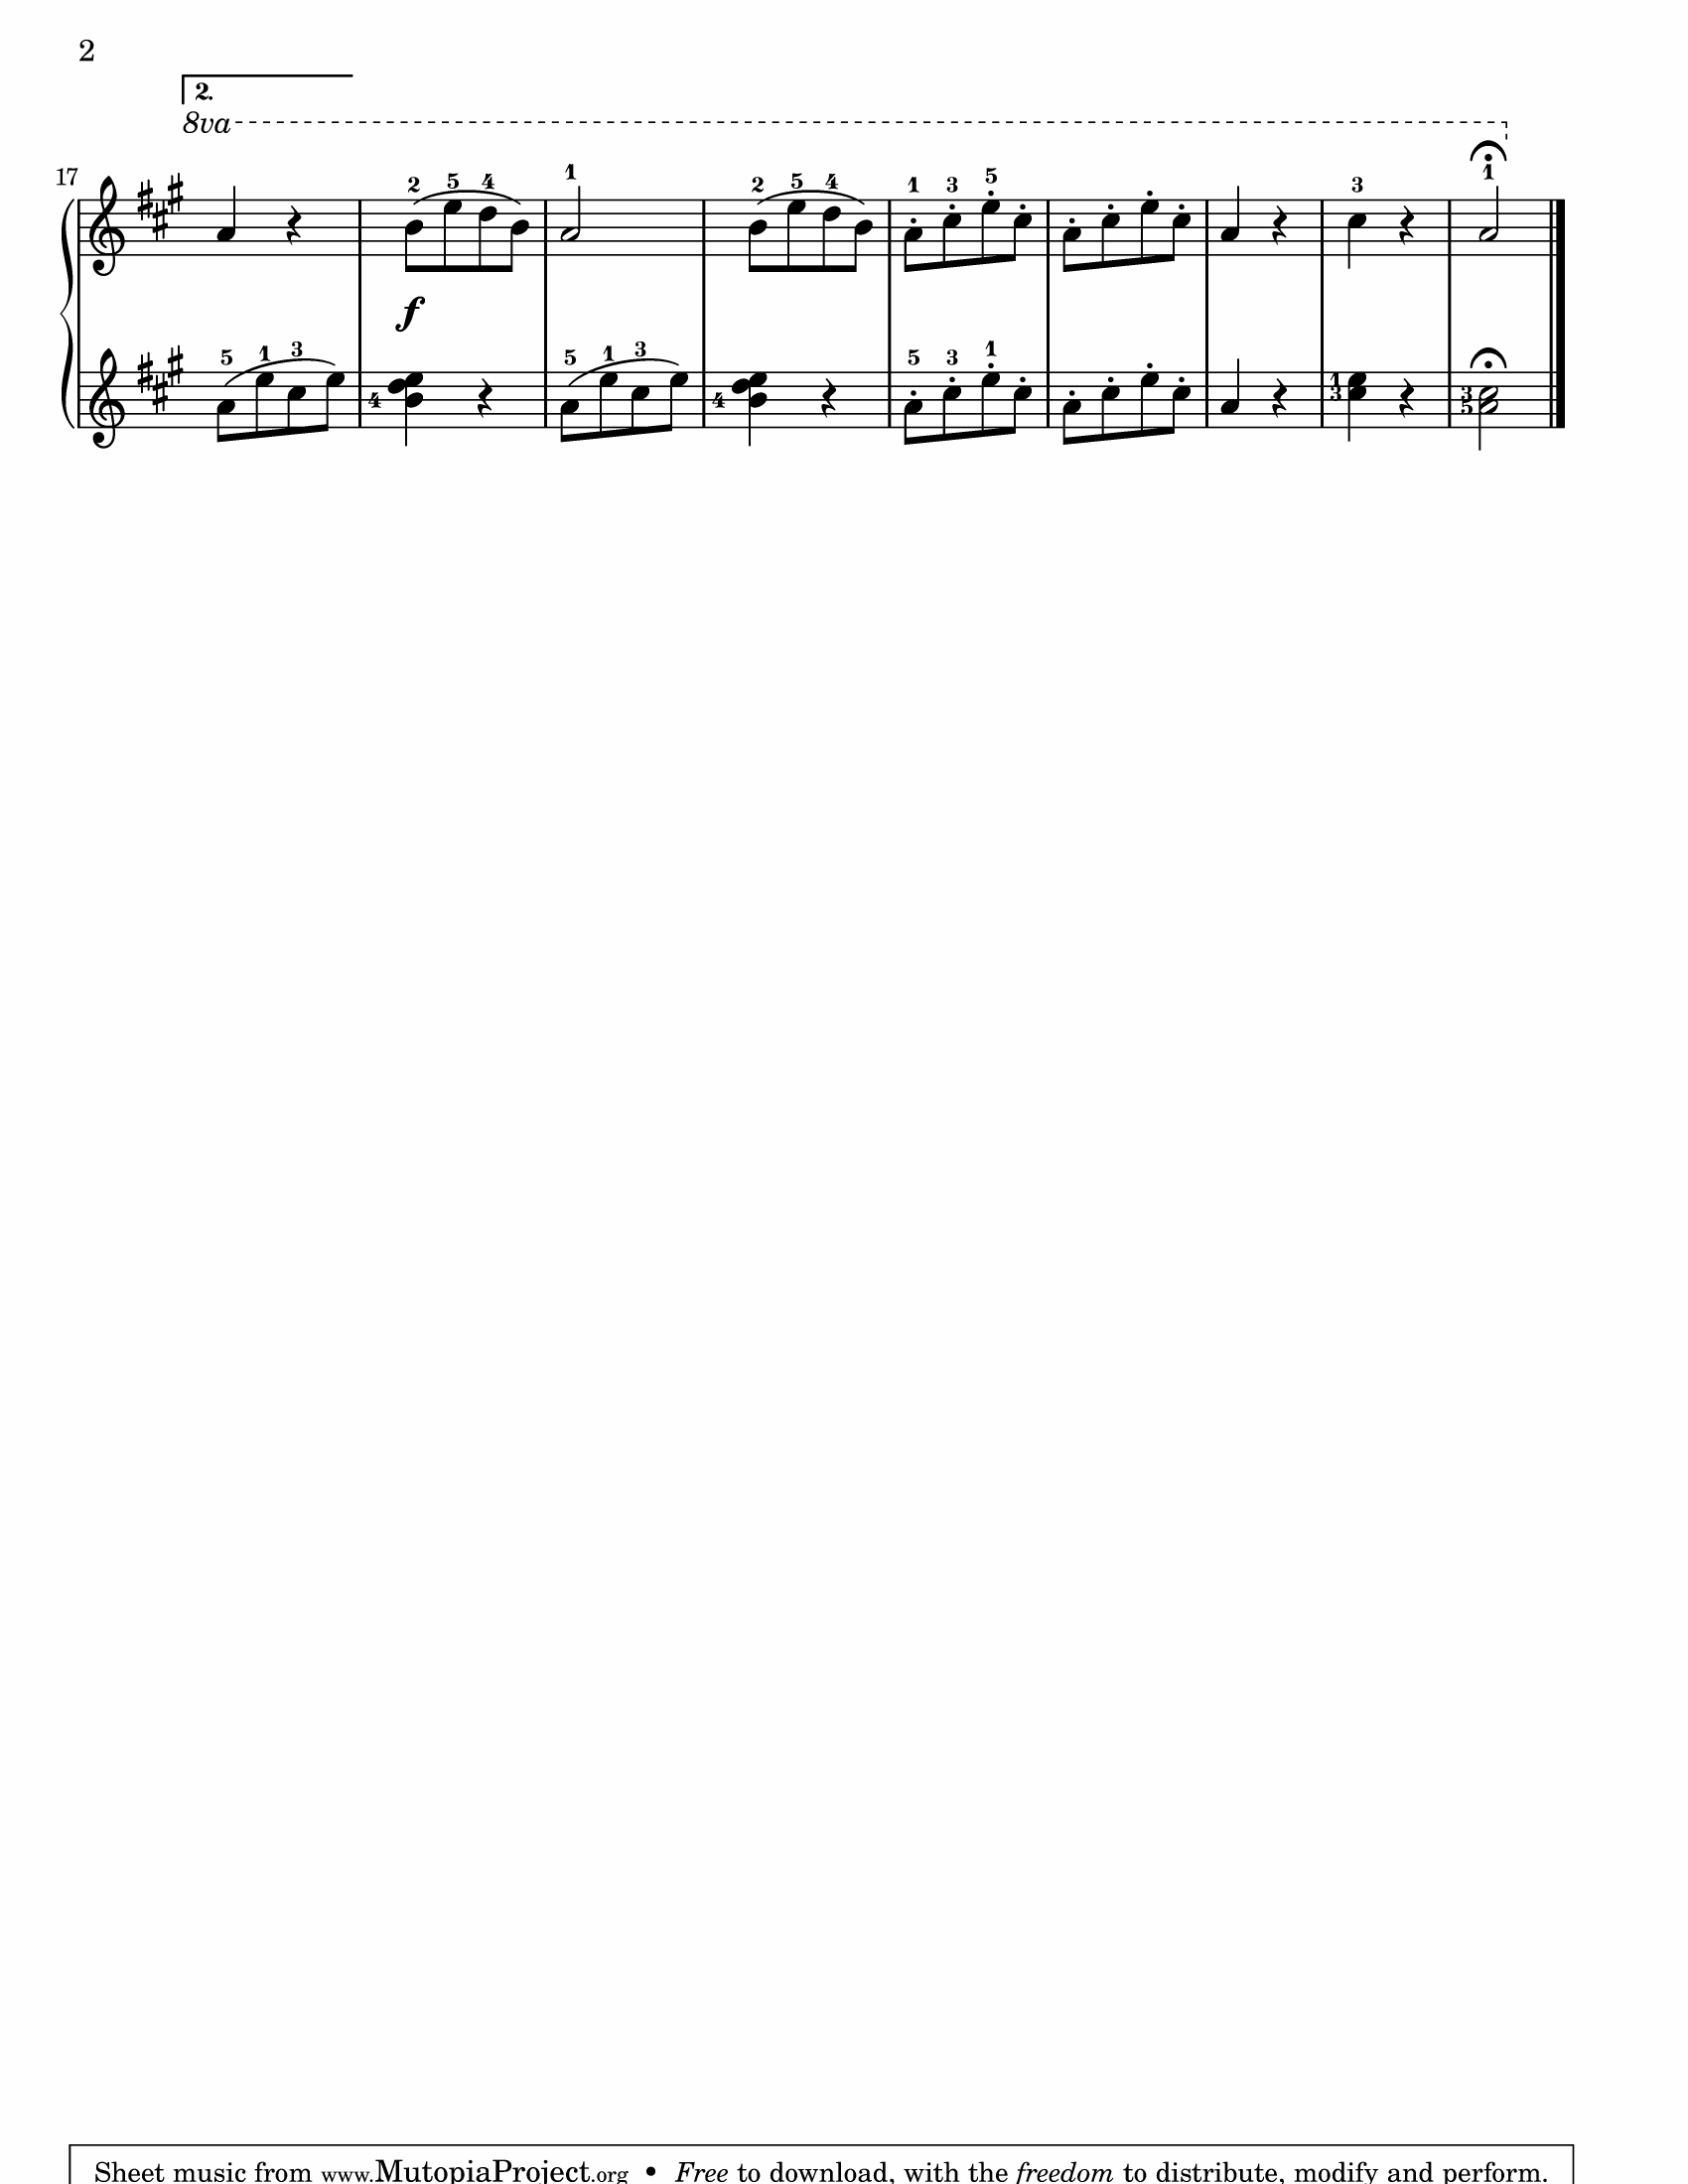 2
2.
8va
17
2 5 4 1 2 5 4 1 3 5 3 1
f
5 1 3 5 1 3 5 3 1 1 3
4 4 3 5
Sheet music from www.MutopiaProject.org • Free to download, with the freedom to distribute, modify and perform.